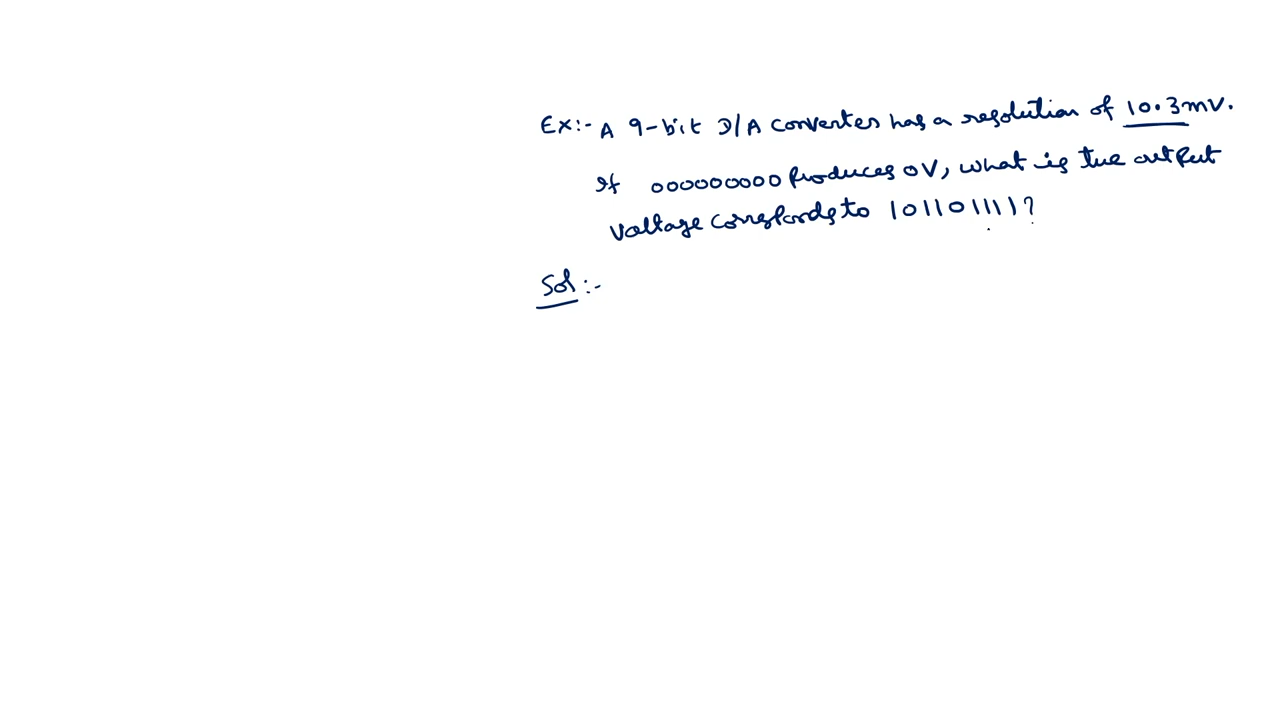 Ex:- A 9-bit D/A converter has a resolution of 10.3mV.
If 000000000 produces 0V, what is the output
voltage corresponds to 101101111?
Sol:-